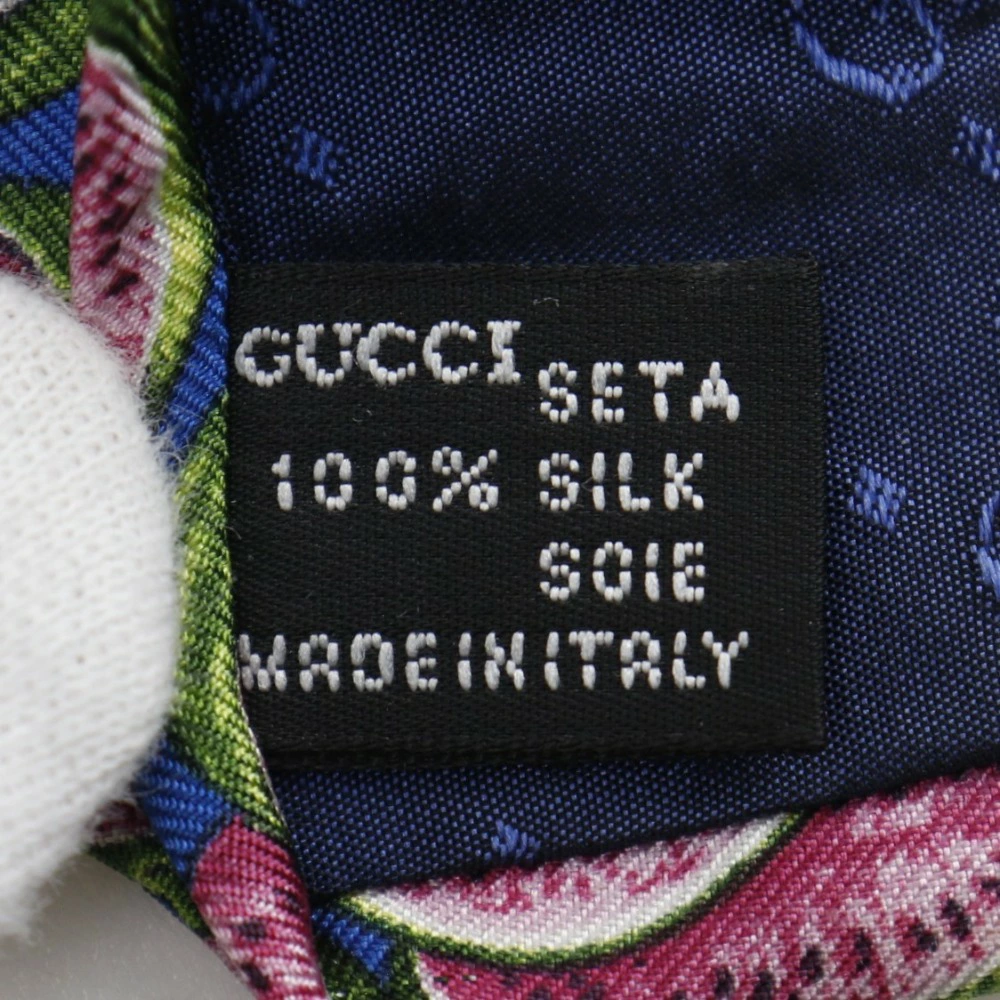 GUCCI SETA
100% SILK
SOIE
MADE IN ITALY